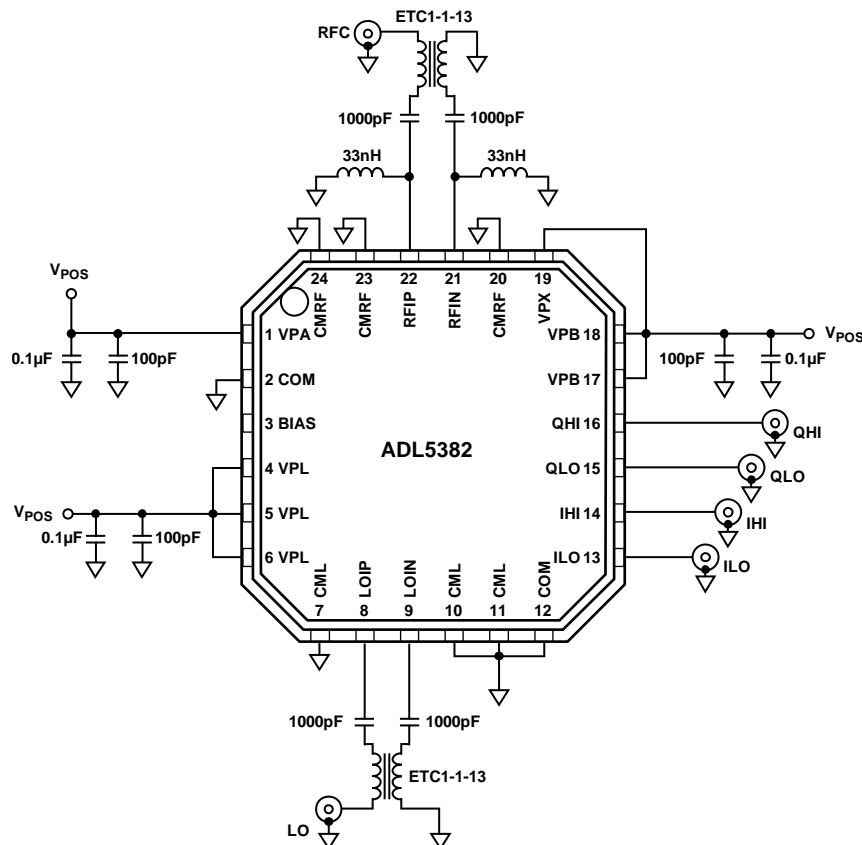 ETC1-1-13
RFC
1000pF
1000pF
33nH
33nH
24
23
22
21
20
19
CMRF
CMRF
RFIP
RFIN
CMRF
VPX
VPOS
0.1µF
100pF
1 VPA
2 COM
3 BIAS
4 VPL
5 VPL
6 VPL
VPOS
0.1µF
100pF
ADL5382
VPB 18
VPB 17
QHI 16
QLO 15
IHI 14
ILO 13
100pF
0.1µF
VPOS
QHI
QLO
IHI
ILO
CML
LOIP
LOIN
CML
CML
COM
7
8
9
10
11
12
1000pF
1000pF
ETC1-1-13
LO